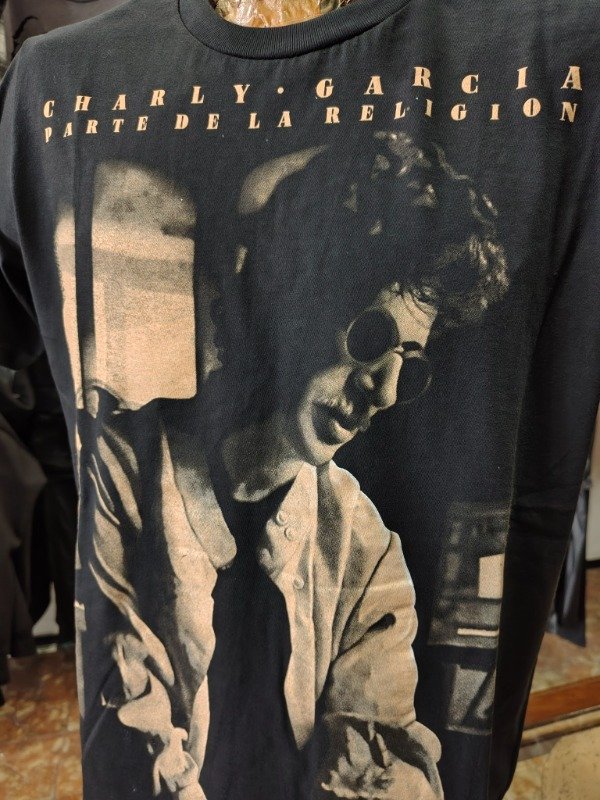 CHARLY · GARCIA
PARTE DE LA RELIGION